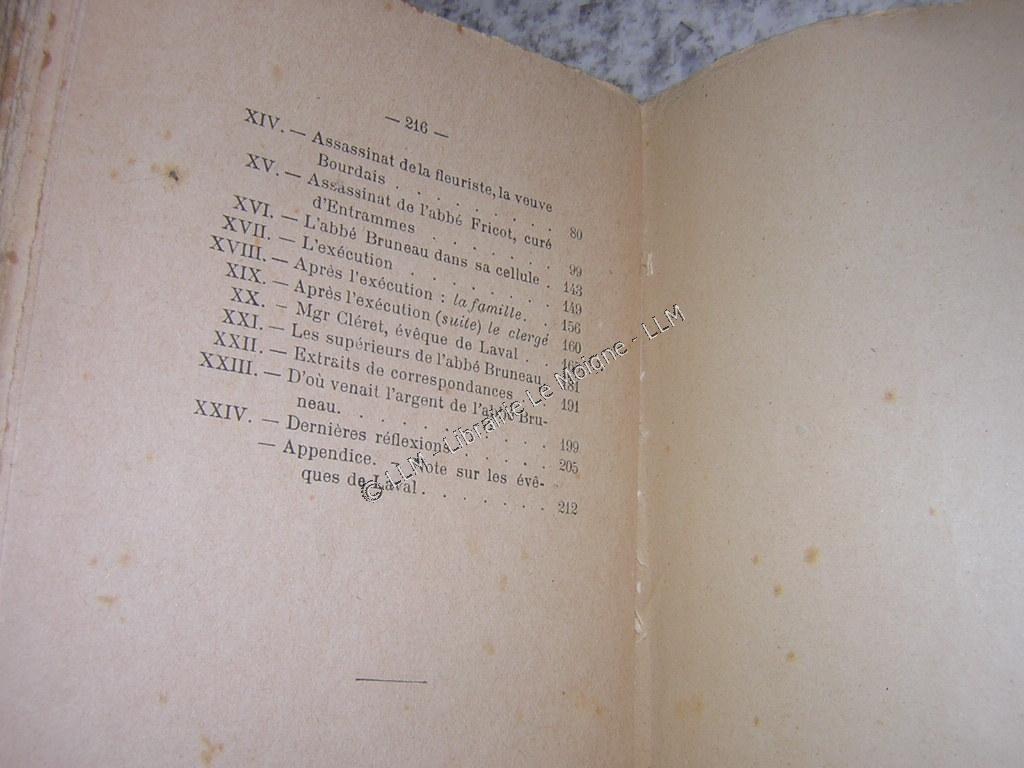 — 216 —
XIV. — Assassinat de la fleuriste, la veuve
Bourdais . . . . . . . 80
XV. — Assassinat de l'abbé Fricot, curé
d'Entrammes . . . . . . 99
XVI. — L'abbé Bruneau dans sa cellule . 143
XVII. — L'exécution . . . . . . . 149
XVIII. — Après l'exécution : la famille. . 156
XIX. — Après l'exécution (suite) le clergé 160
XX. — Mgr Cléret, évêque de Laval . .
XXI. — Les supérieurs de l'abbé Bruneau.
XXII. — Extraits de correspondances . . 191
XXIII. — D'où venait l'argent de l'abbé Bru-
neau. . . . . . . . . 199
XXIV. — Dernières réflexions . . . . . 205
— Appendice. — Note sur les évê-
ques de Laval . . . . . . 212
© LLM - Librairie Le Moigne - LLM